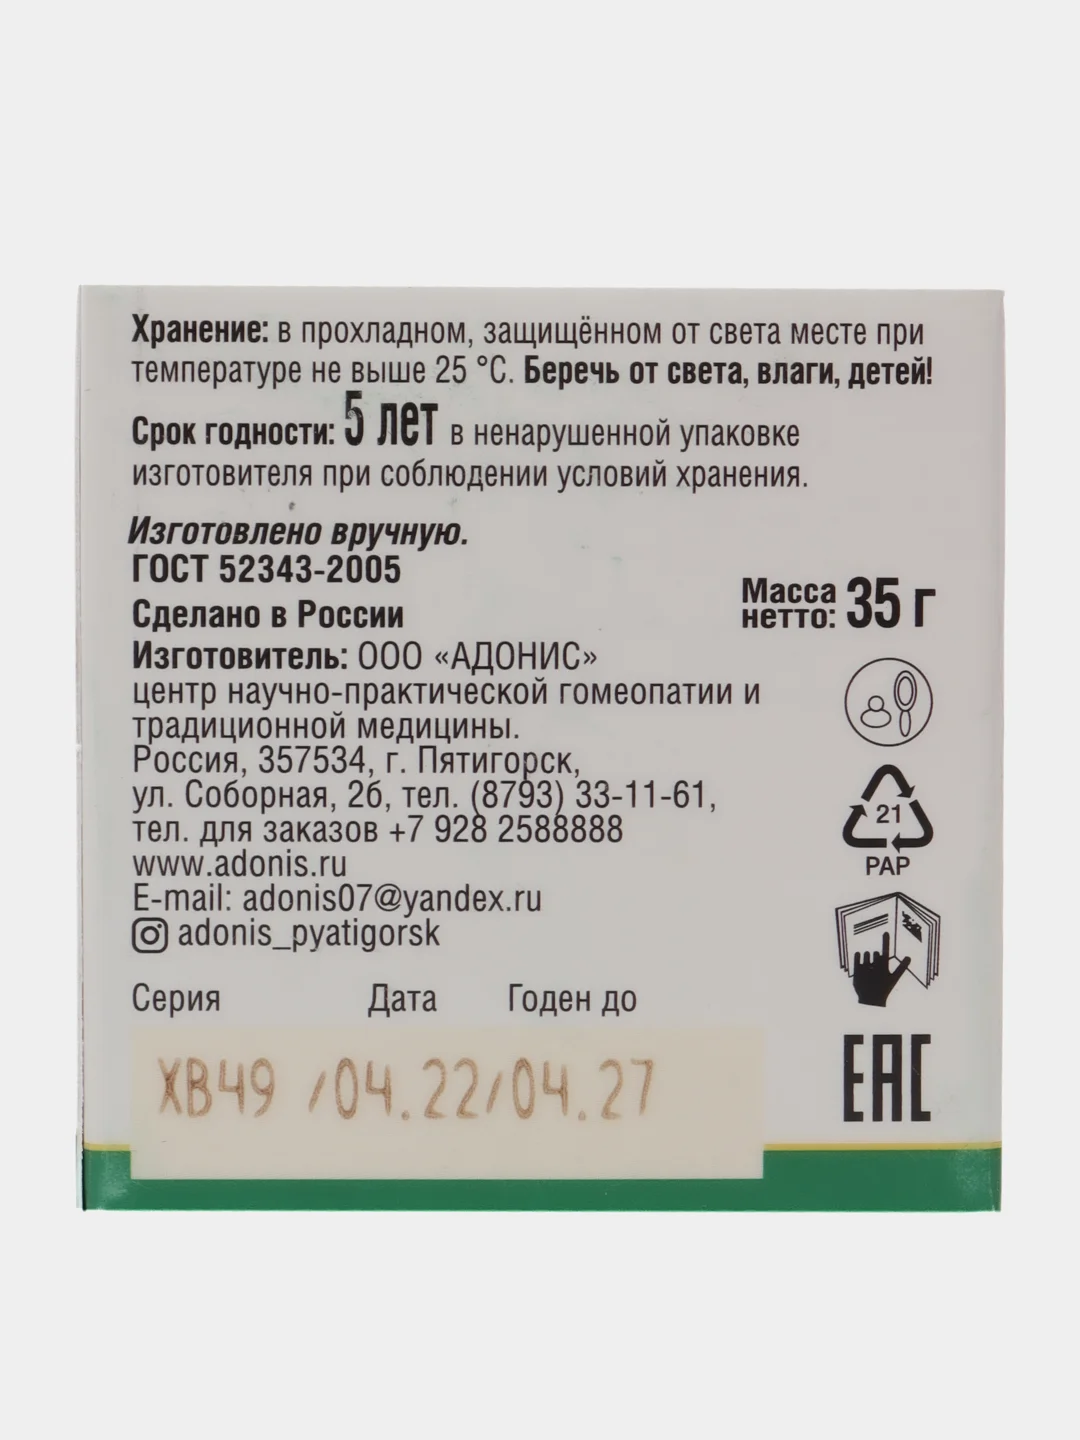 Хранение: в прохладном, защищённом от света месте при
температуре не выше 25 °С. Беречь от света, влаги, детей!
Срок годности: 5 лет в ненарушенной упаковке
изготовителя при соблюдении условий хранения.
Изготовлено вручную.
ГОСТ 52343-2005
Сделано в России
Масса
нетто: 35 г
Изготовитель: ООО «АДОНИС»
центр научно-практической гомеопатии и
традиционной медицины.
Россия, 357534, г. Пятигорск,
ул. Соборная, 2б, тел. (8793) 33-11-61,
тел. для заказов +7 928 2588888
www.adonis.ru
E-mail: adonis07@yandex.ru
adonis_pyatigorsk
21
PAP
Серия Дата Годен до
ХВ49 /04.22/04.27
EAC